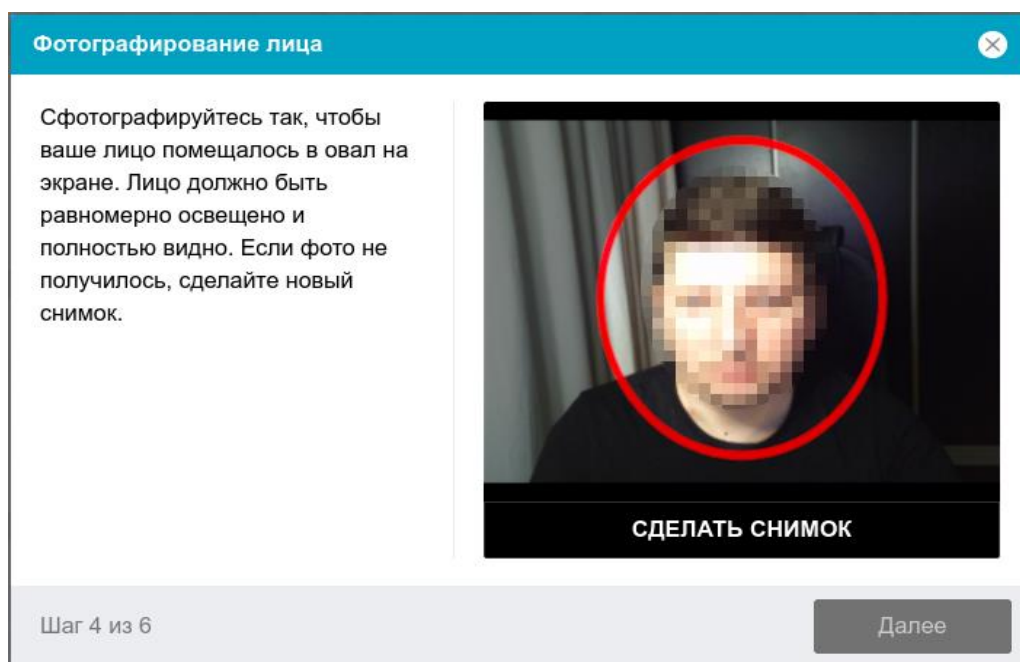 Фотографирование лица
Сфотографируйтесь так, чтобы
ваше лицо помещалось в овал на
экране. Лицо должно быть
равномерно освещено и
полностью видно. Если фото не
получилось, сделайте новый
снимок.
СДЕЛАТЬ СНИМОК
Шаг 4 из 6
Далее